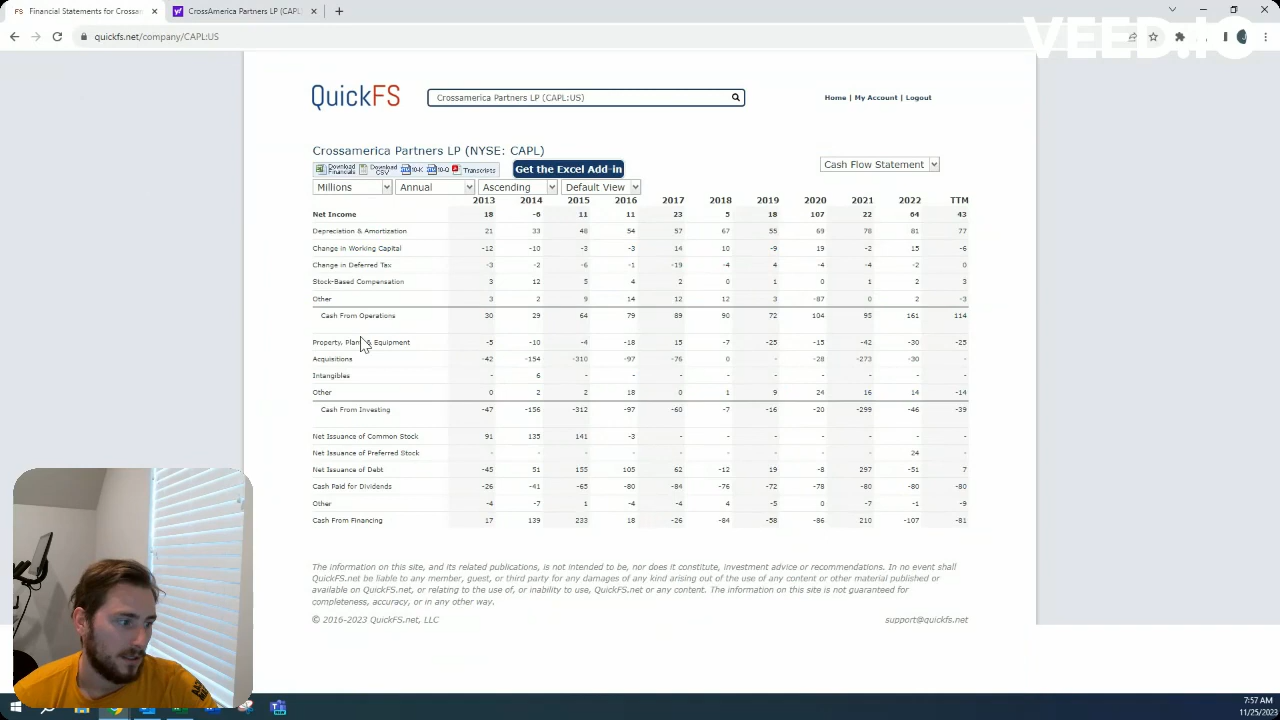 Financial Statements for Crossam
CrossAmerica Partners LP (CAPL)
quickfs.net/company/CAPL:US
VEED.IO
QuickFS
Crossamerica Partners LP (CAPL:US)
Home | My Account | Logout
Crossamerica Partners LP (NYSE: CAPL)
Download Financials Download CSV 10-K 10-Q Transcripts
Get the Excel Add-in
Cash Flow Statement
Millions Annual Ascending Default View
2013 2014 2015 2016 2017 2018 2019 2020 2021 2022 TTM
Net Income 18 -6 11 11 23 5 18 107 22 64 43
Depreciation & Amortization 21 33 48 54 57 67 55 69 78 81 77
Change in Working Capital -12 -10 -3 -3 14 10 -9 19 -2 15 -6
Change in Deferred Tax -3 -2 -6 -1 -19 -4 4 -4 -4 -2 0
Stock-Based Compensation 3 12 5 4 2 0 1 0 1 2 3
Other 3 2 9 14 12 12 3 -87 0 2 -3
Cash From Operations 30 29 64 79 89 90 72 104 95 161 114
Property, Plant & Equipment -5 -10 -4 -18 15 -7 -25 -15 -42 -30 -25
Acquisitions -42 -154 -310 -97 -76 0 - -28 -273 -30 -
Intangibles - 6 - - - - - - - - -
Other 0 2 2 18 0 1 9 24 16 14 -14
Cash From Investing -47 -156 -312 -97 -60 -7 -16 -20 -299 -46 -39
Net Issuance of Common Stock 91 135 141 -3 - - - - - - -
Net Issuance of Preferred Stock - - - - - - - - - 24 -
Net Issuance of Debt -45 51 155 105 62 -12 19 -8 297 -51 7
Cash Paid for Dividends -26 -41 -65 -80 -84 -76 -72 -78 -80 -80 -80
Other -4 -7 1 -4 -4 4 -5 0 -7 -1 -9
Cash From Financing 17 139 233 18 -26 -84 -58 -86 210 -107 -81
The information on this site, and its related publications, is not intended to be, nor does it constitute, investment advice or recommendations. In no event shall
QuickFS.net be liable to any member, guest, or third party for any damages of any kind arising out of the use of any content or other material published or
available on QuickFS.net, or relating to the use of, or inability to use, QuickFS.net or any content. The information on this site is not guaranteed for
completeness, accuracy, or in any other way.
© 2016-2023 QuickFS.net, LLC
support@quickfs.net
7:57 AM
11/25/2023